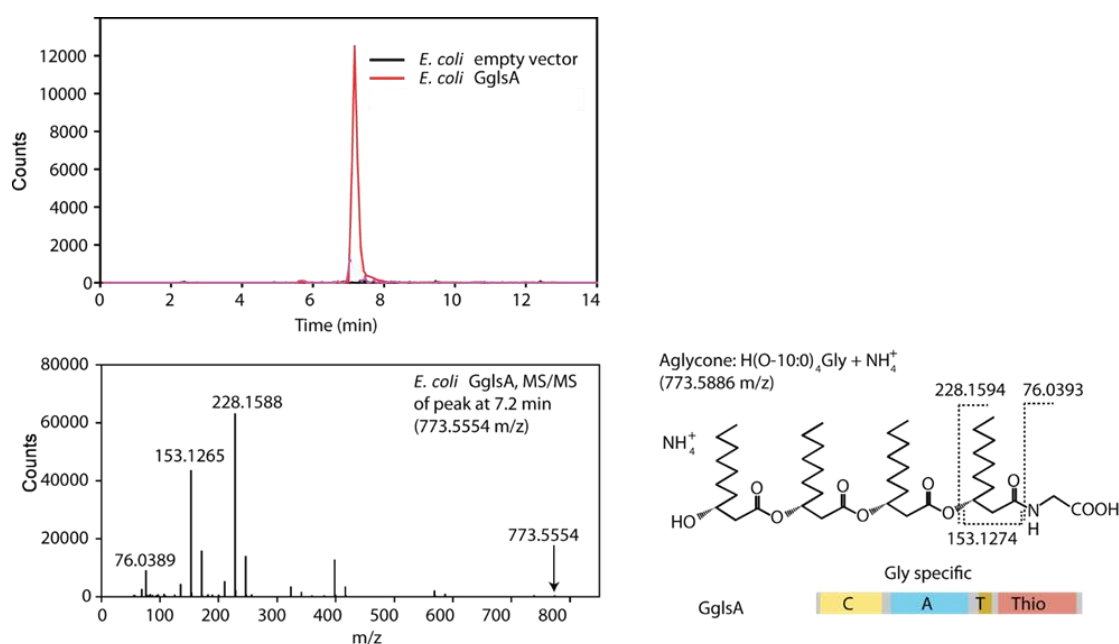 12000
10000
8000
6000
4000
2000
0
Counts
E. coli empty vector
E. coli GglsA
0 2 4 6 8 10 12 14
Time (min)
80000
60000
40000
20000
0
Counts
E. coli GglsA, MS/MS
of peak at 7.2 min
(773.5554 m/z)
228.1588
153.1265
76.0389
773.5554
0 100 200 300 400 500 600 700 800
m/z
Aglycone: H(O-10:0)4Gly + NH4+
(773.5886 m/z)
228.1594 76.0393
NH4+
HO O O O O O O O N H COOH
153.1274
Gly specific
GglsA C A T Thio